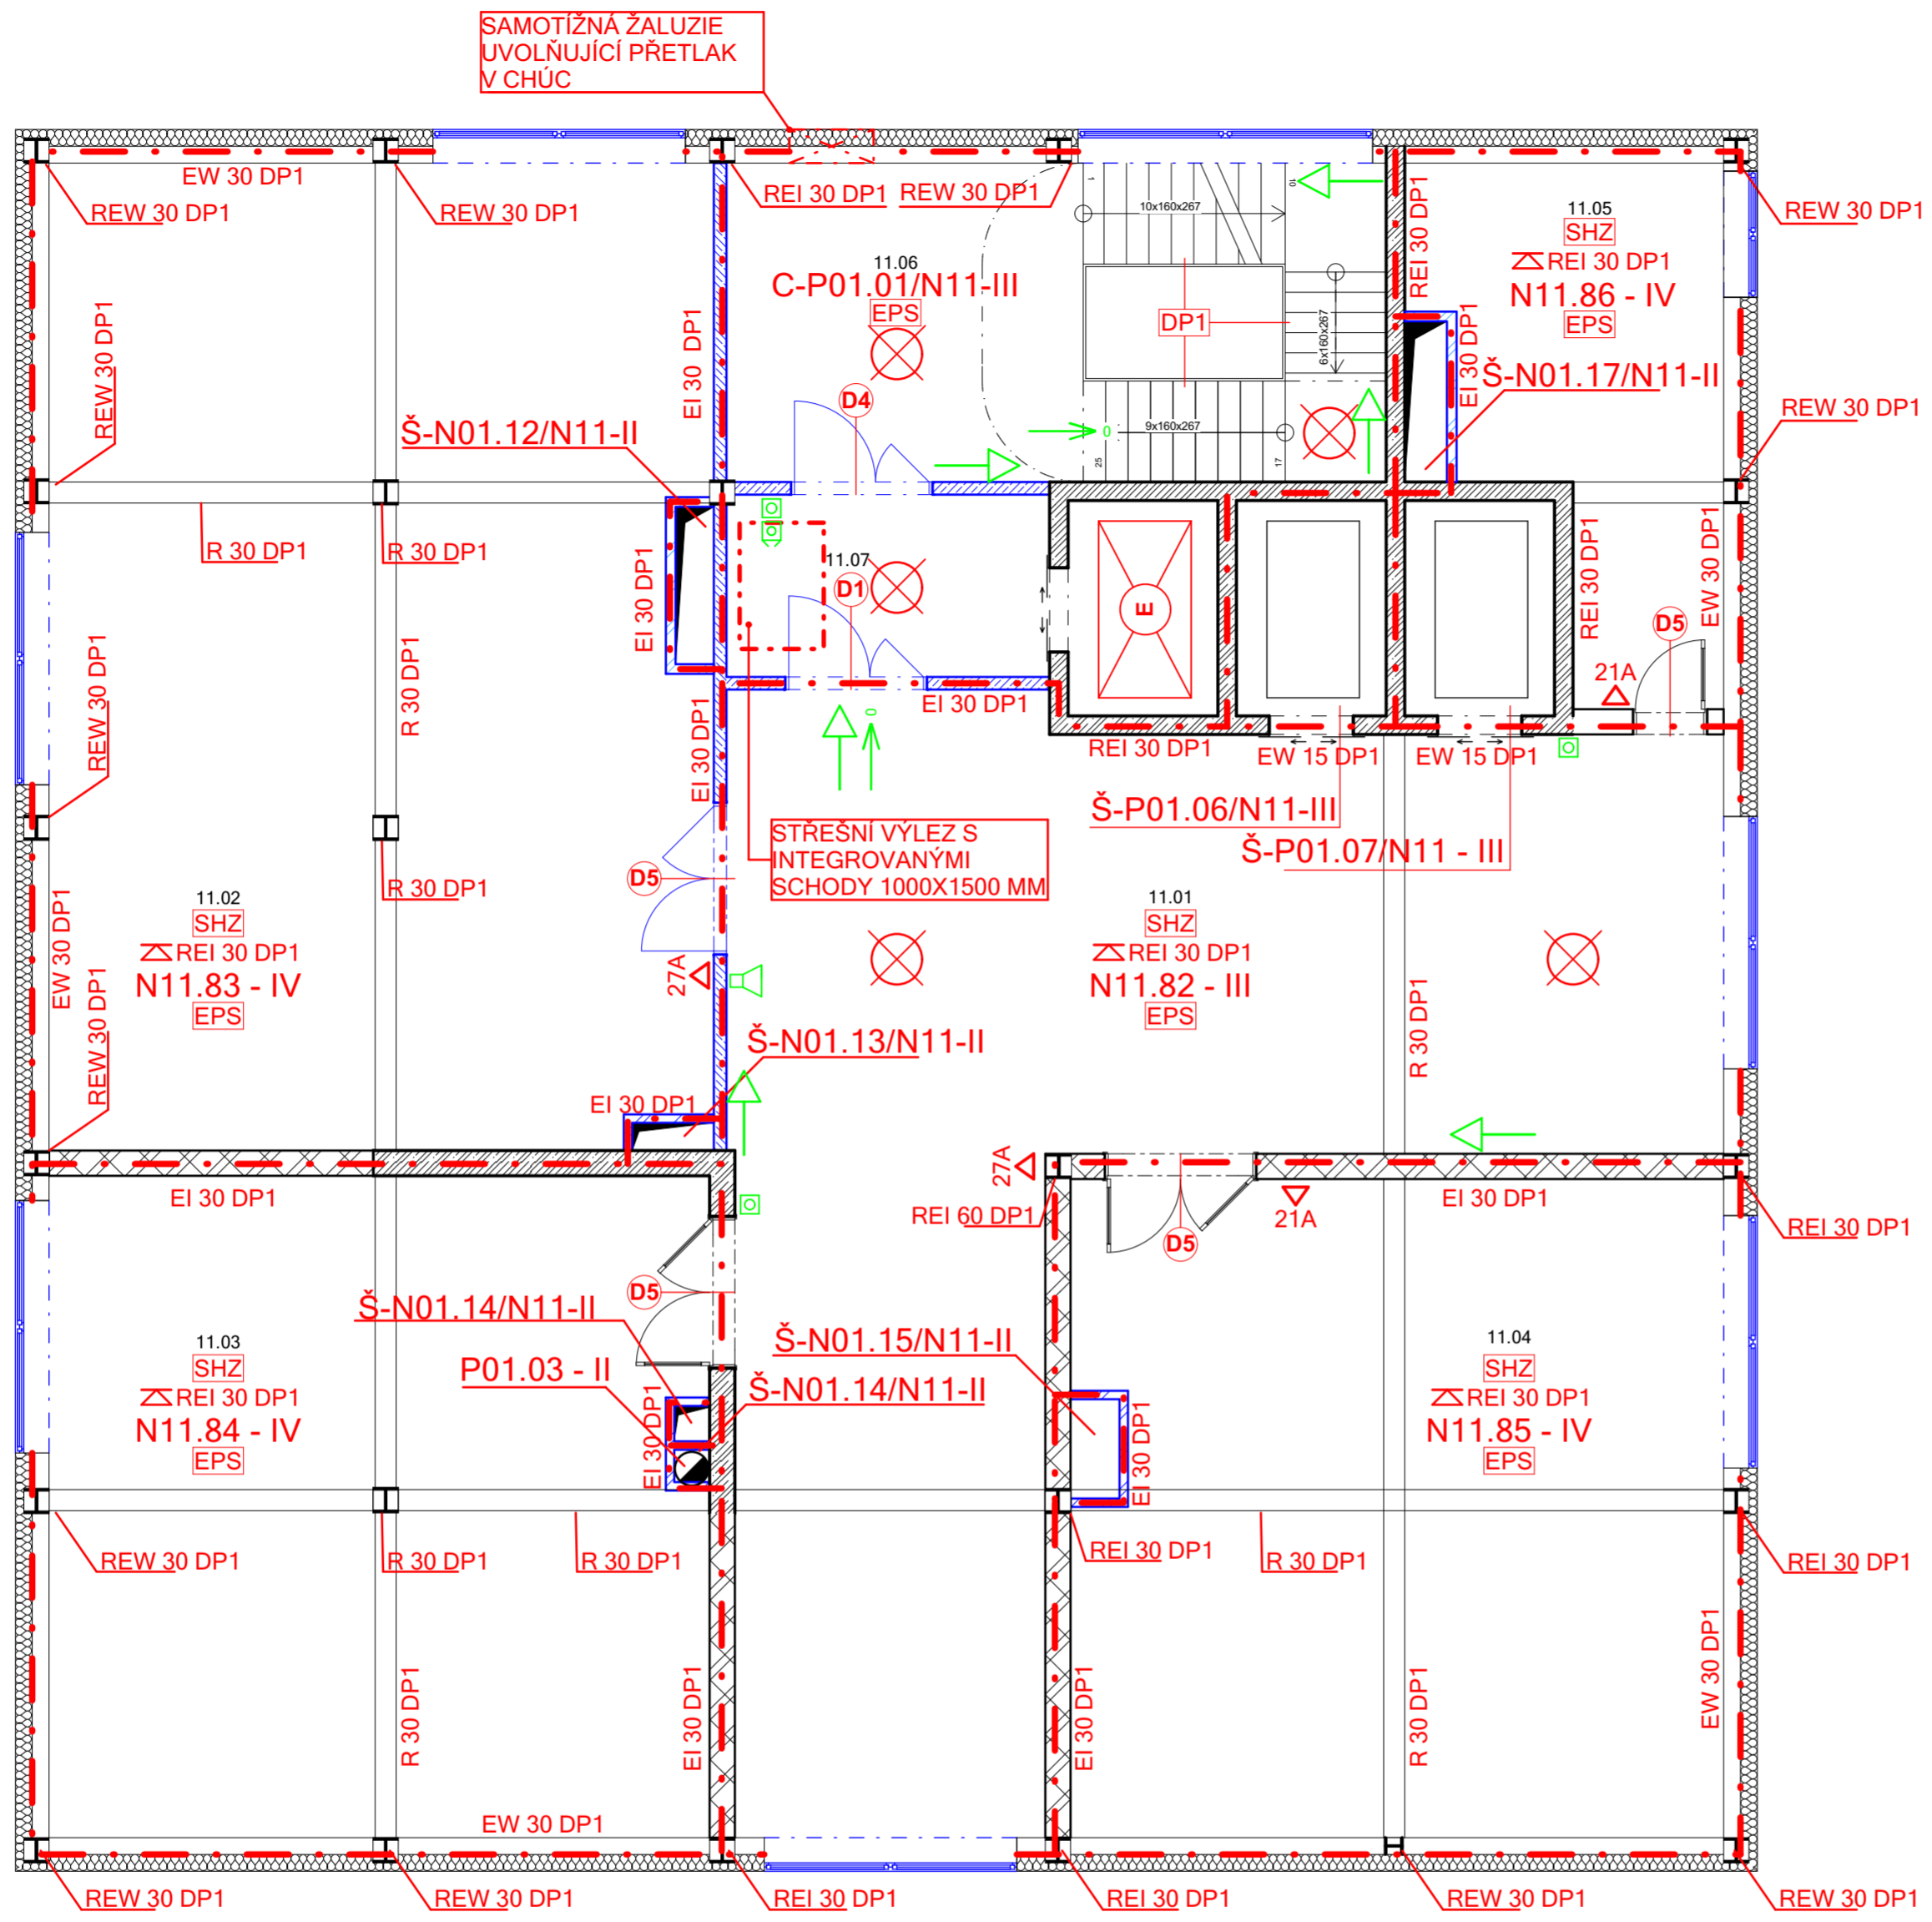 SAMOTÍŽNÁ ŽALUZIE
UVOLŇUJÍCÍ PŘETLAK
V CHÚC
EW 30 DP1
REW 30 DP1
REW 30 DP1
REI 30 DP1
REW 30 DP1
REI 30 DP1
REW 30 DP1
1
10
10x160x267
11.06
C-P01.01/N11-III
EPS
DP1
6x160x267
11.05
SHZ
REI 30 DP1
N11.86 - IV
EPS
EI 30 DP1
Š-N01.17/N11-II
REW 30 DP1
REW 30 DP1
EI 30 DP1
D4
Š-N01.12/N11-II
0
9x160x267
25
17
R 30 DP1
R 30 DP1
EI 30 DP1
11.07
D1
E
REI 30 DP1
EW 30 DP1
D5
21A
REW 30 DP1
R 30 DP1
EI 30 DP1
EI 30 DP1
0
REI 30 DP1
EW 15 DP1
EW 15 DP1
Š-P01.06/N11-III
Š-P01.07/N11 - III
STŘEŠNÍ VÝLEZ S
INTEGROVANÝMI
SCHODY 1000X1500 MM
D5
R 30 DP1
EW 30 DP1
11.02
SHZ
REI 30 DP1
N11.83 - IV
EPS
27A
11.01
SHZ
REI 30 DP1
N11.82 - III
EPS
R 30 DP1
REW 30 DP1
Š-N01.13/N11-II
EI 30 DP1
EI 30 DP1
27A
REI 60 DP1
21A
EI 30 DP1
REI 30 DP1
D5
D5
Š-N01.14/N11-II
P01.03 - II
Š-N01.14/N11-II
Š-N01.15/N11-II
11.03
SHZ
REI 30 DP1
N11.84 - IV
EPS
EI 30 DP1
EI 30 DP1
11.04
SHZ
REI 30 DP1
N11.85 - IV
EPS
REW 30 DP1
R 30 DP1
R 30 DP1
REI 30 DP1
R 30 DP1
REI 30 DP1
R 30 DP1
EI 30 DP1
EI 30 DP1
R 30 DP1
EW 30 DP1
EW 30 DP1
REW 30 DP1
REW 30 DP1
REI 30 DP1
REI 30 DP1
REW 30 DP1
REW 30 DP1